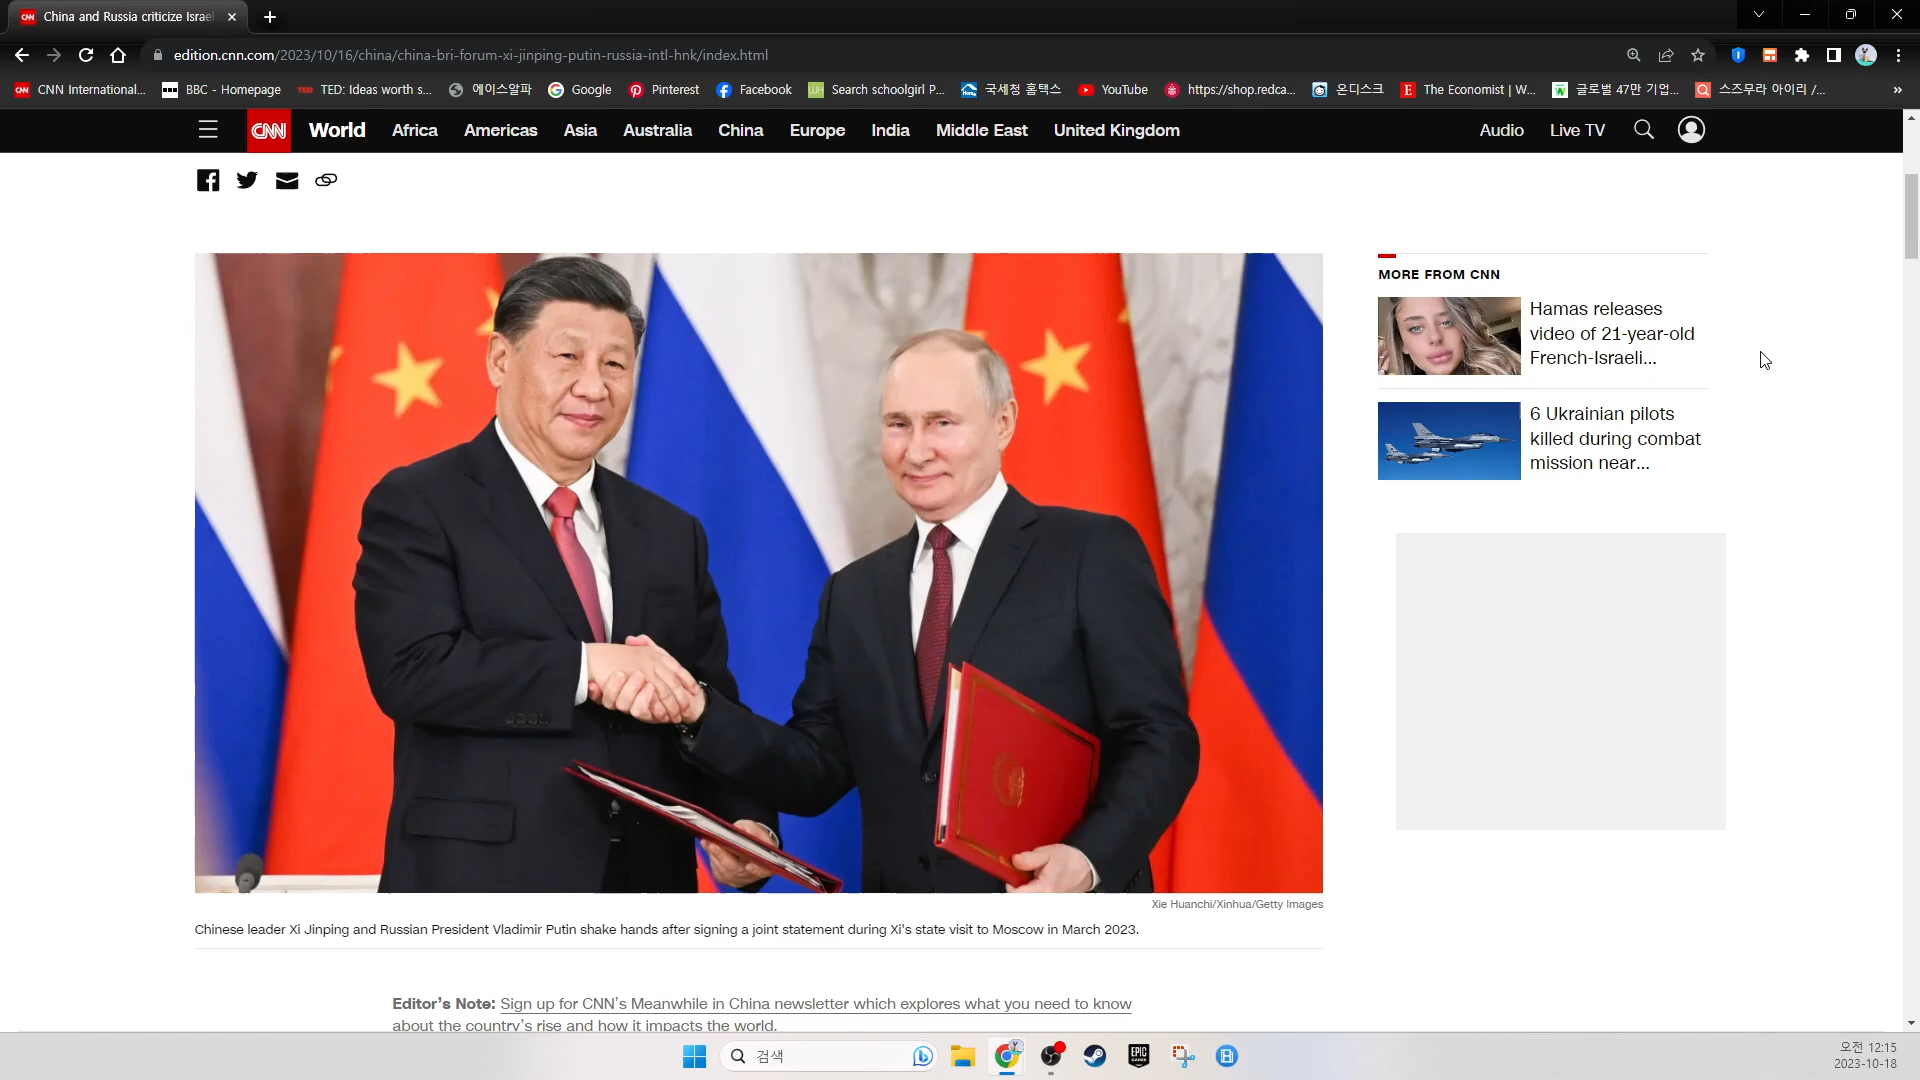 China and Russia criticize Israel
edition.cnn.com/2023/10/16/china/china-bri-forum-xi-jinping-putin-russia-intl-hnk/index.html
CNN International...
BBC - Homepage
TED: Ideas worth s...
에이스알파
Google
Pinterest
Facebook
Search schoolgirl P...
국세청 홈택스
YouTube
https://shop.redca...
온디스크
The Economist | W...
글로벌 47만 기업...
스즈무라 아이리 /...
»
CNN World Africa Americas Asia Australia China Europe India Middle East United Kingdom Audio Live TV
MORE FROM CNN
Hamas releases
video of 21-year-old
French-Israeli...
6 Ukrainian pilots
killed during combat
mission near...
Xie Huanchi/Xinhua/Getty Images
Chinese leader Xi Jinping and Russian President Vladimir Putin shake hands after signing a joint statement during Xi's state visit to Moscow in March 2023.
Editor's Note: Sign up for CNN's Meanwhile in China newsletter which explores what you need to know
about the country's rise and how it impacts the world.
검색
EPIC GAMES
오전 12:15
2023-10-18